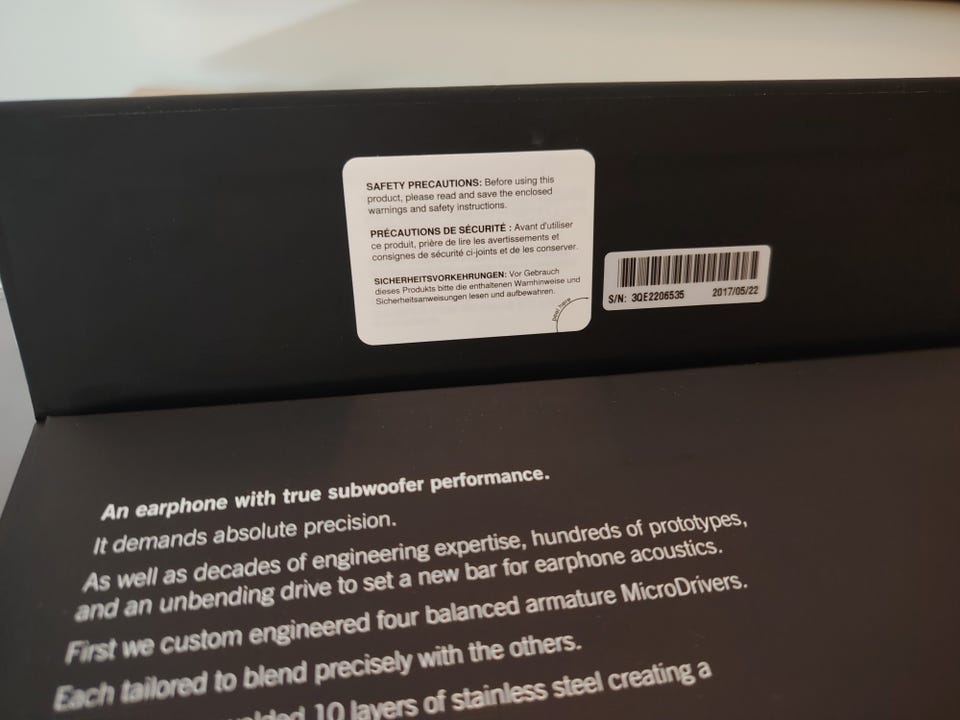 SAFETY PRECAUTIONS: Before using this
product, please read and save the enclosed
warnings and safety instructions.
PRÉCAUTIONS DE SÉCURITÉ : Avant d'utiliser
ce produit, prière de lire les avertissements et
consignes de sécurité ci-joints et de les conserver.
SICHERHEITSVORKEHRUNGEN: Vor Gebrauch
dieses Produkts bitte die enthaltenen Warnhinweise und
Sicherheitsanweisungen lesen und aufbewahren.
peel here
S/N: 3QE2206535 2017/05/22
An earphone with true subwoofer performance.
It demands absolute precision.
As well as decades of engineering expertise, hundreds of prototypes,
and an unbending drive to set a new bar for earphone acoustics.
First we custom engineered four balanced armature MicroDrivers.
Each tailored to blend precisely with the others.
10 layers of stainless steel creating a